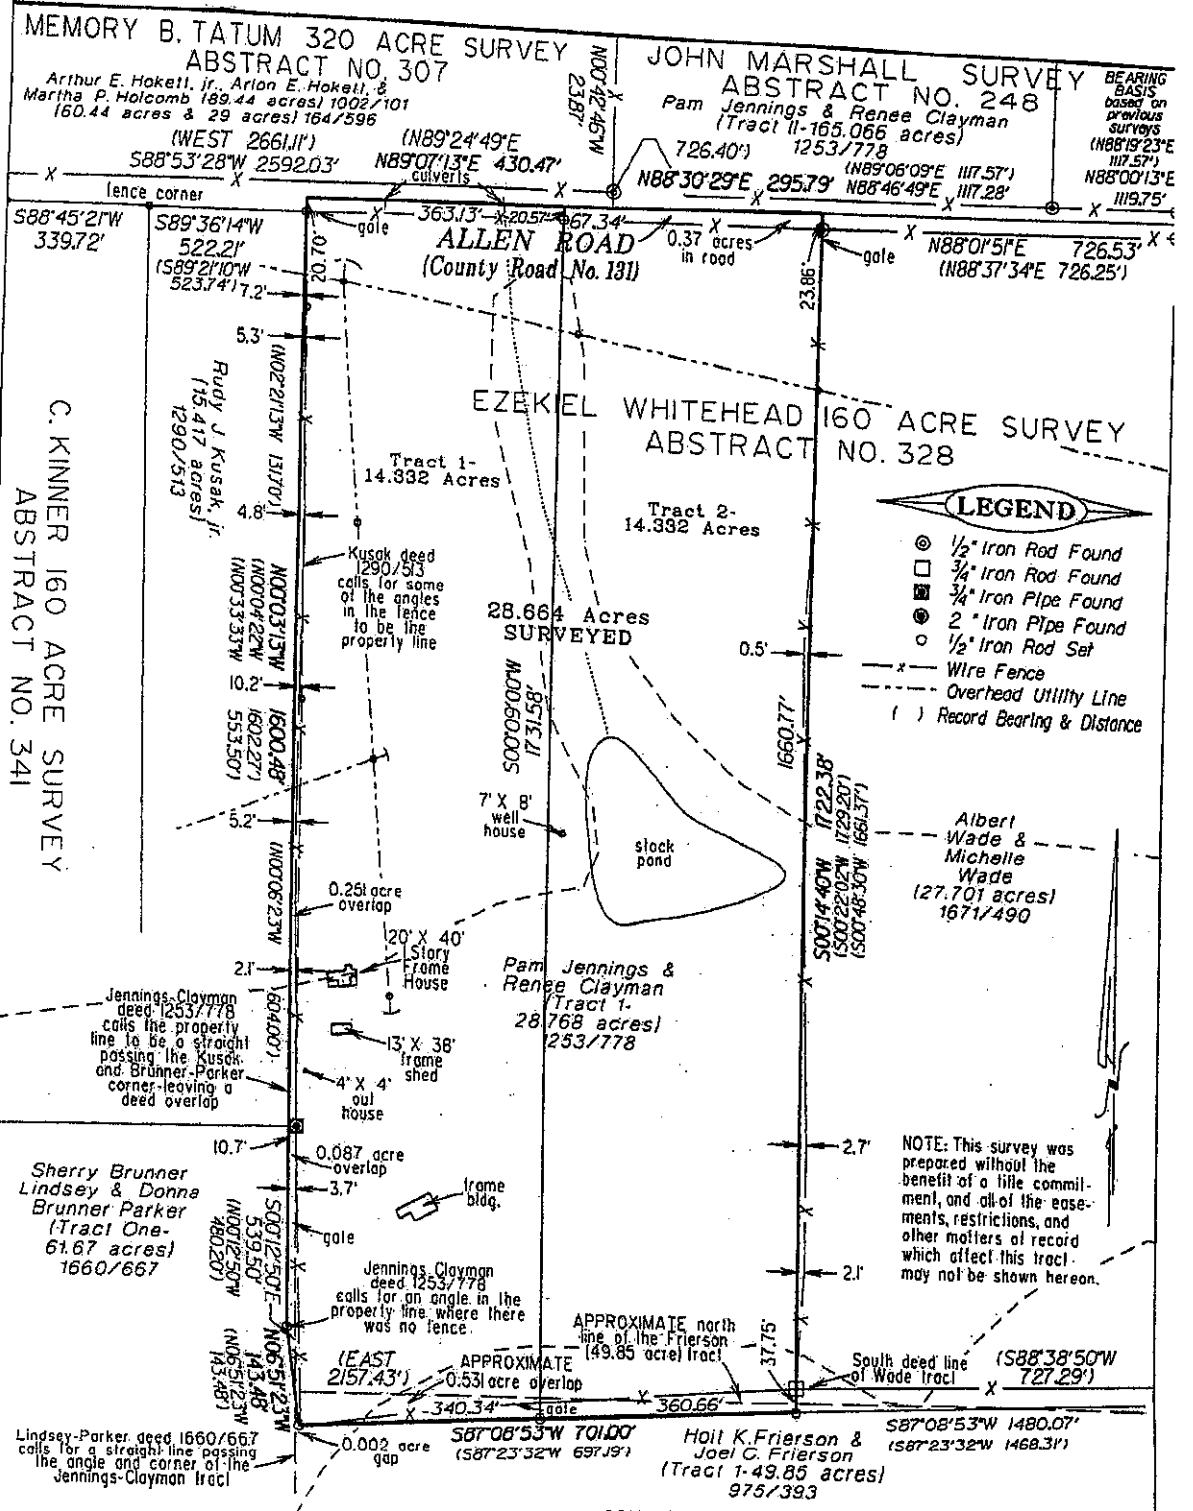 MEMORY B. TATUM 320 ACRE SURVEY
ABSTRACT NO. 307
Arthur E. Hokett, jr., Arlon E. Hokett, &
Martha P. Holcomb (89.44 acres) 1002/101
(60.44 acres & 29 acres) 164/596
(WEST 2661.11')
S88°53'28"W 2592.03'
(N89°24'49"E
N89°07'13"E 430.47'
culverts
N00°42'46"W
23.87'
JOHN MARSHALL SURVEY
ABSTRACT NO. 248
Pam Jennings & Renee Clayman
(Tract II-165.066 acres)
1253/778
726.40')
N88°30'29"E 295.79'
(N89°06'09"E 1117.57')
N88°46'49"E 1117.28'
BEARING
BASIS
based on
previous
surveys
(N88°19'23"E
1117.57')
N88°00'13"E
1119.75'
fence corner
S88°45'21"W
339.72'
S89°36'14"W
522.21'
(S89°21'10"W
523.74')
20.70'
gate
363.13'
20.57'
67.34'
ALLEN ROAD
(County Road No. 131)
0.37 acres
in road
gate
23.86'
N88°01'51"E 726.53'
(N88°37'34"E 726.25')
7.2'
5.3'
(N02°21'13"W 131.70')
Rudy J. Kusak, jr.
(15.417 acres)
1290/513
C. KINNER 160 ACRE SURVEY
ABSTRACT NO. 341
EZEKIEL WHITEHEAD 160 ACRE SURVEY
ABSTRACT NO. 328
Tract 1-
14.332 Acres
Tract 2-
14.332 Acres
LEGEND
1/2" Iron Rod Found
3/4" Iron Rod Found
3/4" Iron Pipe Found
2 " Iron Pipe Found
1/2" Iron Rod Set
x Wire Fence
Overhead Utility Line
( ) Record Bearing & Distance
4.8'
Kusak deed
1290/513
calls for some
of the angles
in the fence
to be the
property line
N00°03'13"W 1600.48'
(N00°04'22"W 1602.27')
(N00°33'33"W 553.50')
28.664 Acres
SURVEYED
S00°09'00"W
1713.58'
0.5'
10.2'
1660.77'
S00°14'40"W 1722.38'
(S00°22'02"W 1729.20')
(S00°48'30"W 1661.37')
5.2'
(N00°06'23"W 604.00')
7' X 8'
well
house
stock
pond
Albert
Wade &
Michelle
Wade
(27.701 acres)
1671/490
0.251 acre
overlap
20' X 40'
Story
Frame
House
2.1'
Pam Jennings &
Renee Clayman
(Tract 1-
28.768 acres)
1253/778
Jennings-Clayman
deed 1253/778
calls the property
line to be a straight
passing the Kusak
and Brunner-Parker
corner-leaving a
deed overlap
13' X 38'
frame
shed
4' X 4'
out
house
10.7'
0.087 acre
overlap
3.7'
2.7'
NOTE: This survey was
prepared without the
benefit of a title commit-
ment, and all of the ease-
ments, restrictions, and
other matters of record
which affect this tract
may not be shown hereon.
Sherry Brunner
Lindsey & Donna
Brunner Parker
(Tract One-
61.67 acres)
1660/667
frame
bldg.
gate
S00°12'50"E
539.50'
(N00°12'50"W
480.20')
Jennings-Clayman
deed 1253/778
calls for an angle in the
property line where there
was no fence.
2.1'
APPROXIMATE north
line of the Frierson
(49.85 acre) tract
37.75'
N06°51'23"W
143.48'
(N06°51'23"W
143.48')
(EAST
2157.43')
APPROXIMATE
0.531 acre overlap
South deed line
of Wade tract
(S88°38'50"W
727.29')
340.34'
gate
360.66'
S87°08'53"W 701.00'
(S87°23'32"W 697.19')
S87°08'53"W 1480.07'
(S87°23'32"W 1468.31')
0.002 acre
gap
Lindsey-Parker deed 1660/667
calls for a straight line passing
the angle and corner of the
Jennings-Clayman tract
Holt K. Frierson &
Joel C. Frierson
(Tract 1-49.85 acres)
975/393